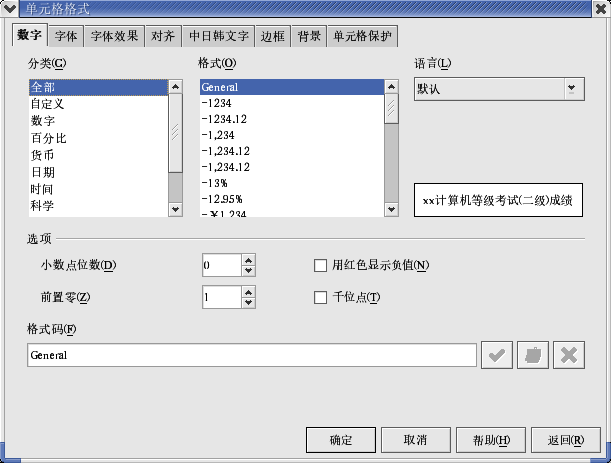 单元格格式
数字 字体 字体效果 对齐 中日韩文字 边框 背景 单元格保护
分类(C) 格式(O) 语言(L)
全部 General 默认
自定义 -1234
数字 -1234.12
百分比 -1,234
货币 -1,234.12
日期 -1,234.12
时间 -13%
科学 -12.95%
-￥1,234
xx计算机等级考试(二级)成绩
选项
小数点位数(D) 0 用红色显示负值(N)
前置零(Z) 1 千位点(T)
格式码(F)
General
确定 取消 帮助(H) 返回(R)